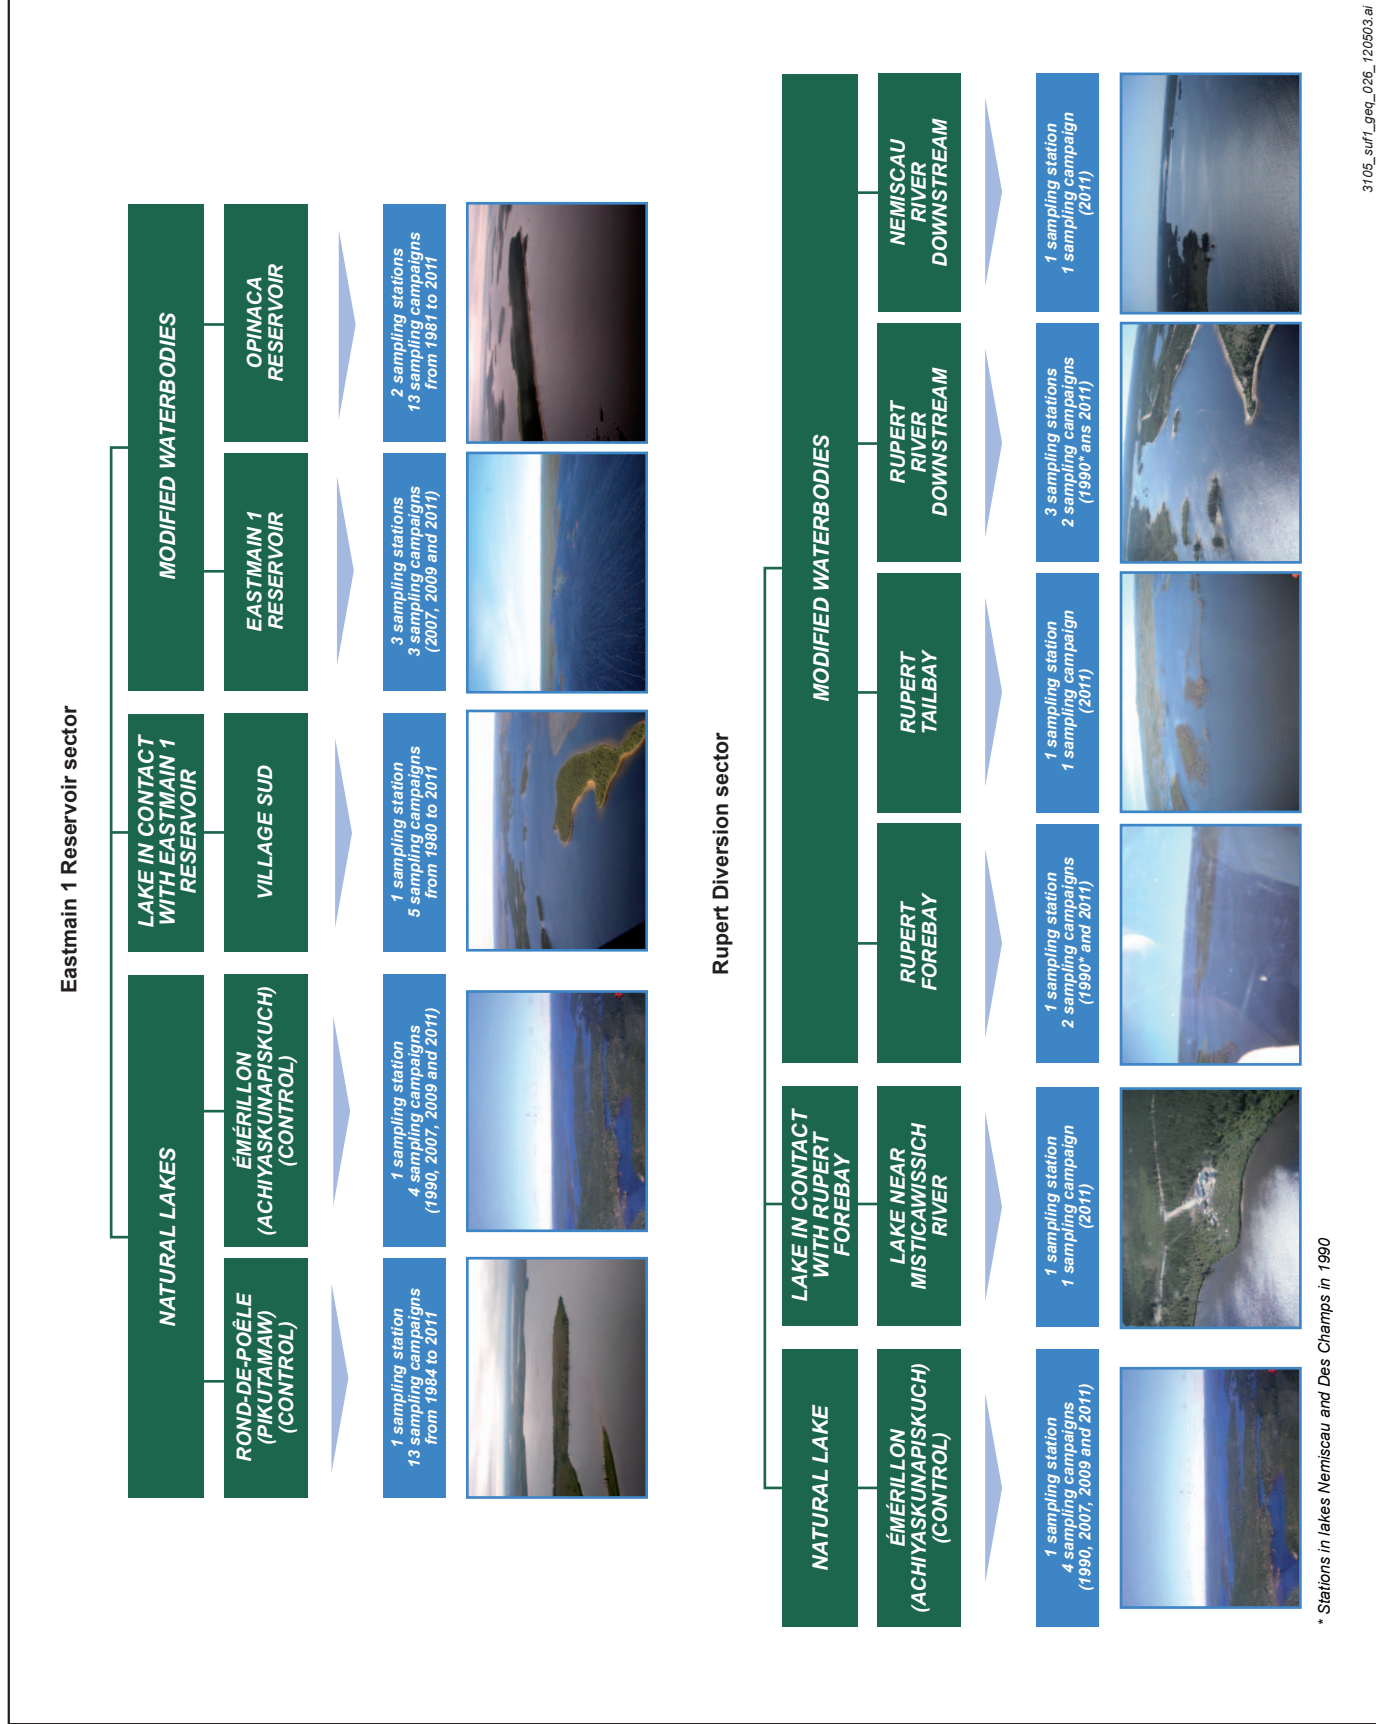 Eastmain 1 Reservoir sector
NATURAL LAKES
ROND-DE-POÊLE
(PIKUTAMAW)
(CONTROL)
1 sampling station
13 sampling campaigns
from 1984 to 2011
ÉMÉRILLON
(ACHIYASKUNAPISKUCH)
(CONTROL)
1 sampling station
4 sampling campaigns
(1990, 2007, 2009 and 2011)
LAKE IN CONTACT
WITH EASTMAIN 1
RESERVOIR
VILLAGE SUD
1 sampling station
5 sampling campaigns
from 1980 to 2011
MODIFIED WATERBODIES
EASTMAIN 1
RESERVOIR
3 sampling stations
3 sampling campaigns
(2007, 2009 and 2011)
OPINACA
RESERVOIR
2 sampling stations
13 sampling campaigns
from 1981 to 2011
Rupert Diversion sector
NATURAL LAKE
ÉMÉRILLON
(ACHIYASKUNAPISKUCH)
(CONTROL)
1 sampling station
4 sampling campaigns
(1990, 2007, 2009 and 2011)
LAKE IN CONTACT
WITH RUPERT
FOREBAY
LAKE NEAR
MISTICAWISSICH
RIVER
1 sampling station
1 sampling campaign
(2011)
MODIFIED WATERBODIES
RUPERT
FOREBAY
1 sampling station
2 sampling campaigns
(1990* and 2011)
RUPERT
TAILBAY
1 sampling station
1 sampling campaign
(2011)
RUPERT
RIVER
DOWNSTREAM
3 sampling stations
2 sampling campaigns
(1990* ans 2011)
NEMISCAU
RIVER
DOWNSTREAM
1 sampling station
1 sampling campaign
(2011)
* Stations in lakes Nemiscau and Des Champs in 1990
3105_suf1_geq_026_120503.ai